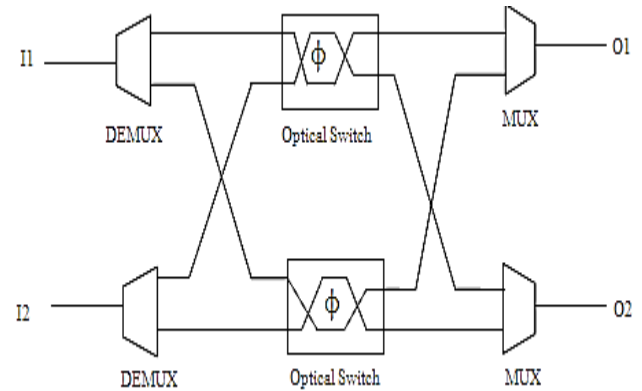 I1
DEMUX
ϕ
Optical Switch
MUX
O1
I2
DEMUX
ϕ
Optical Switch
MUX
O2